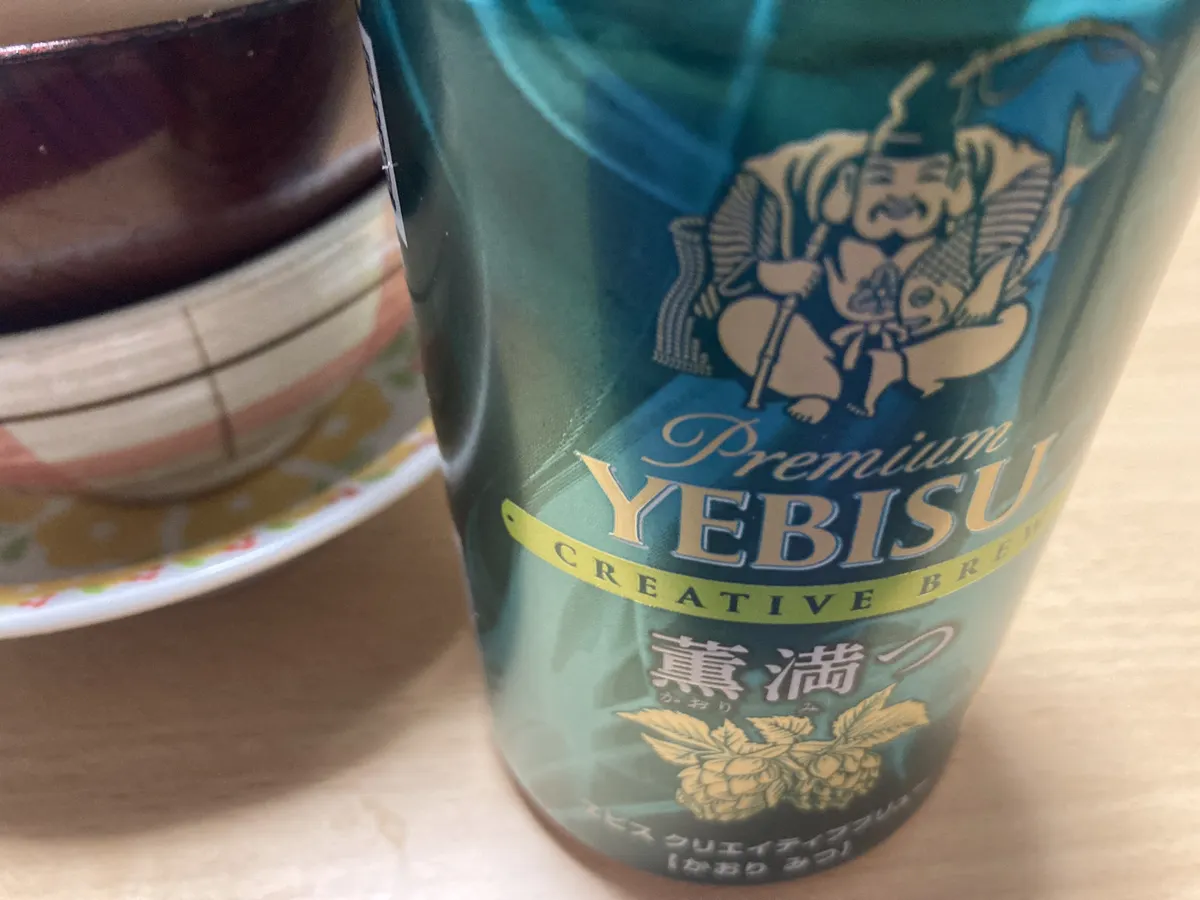 Premium
YEBISU
CREATIVE BREW
薫満つ
かおり み
ヱビス クリエイティブブリュー
「かおり みつ」